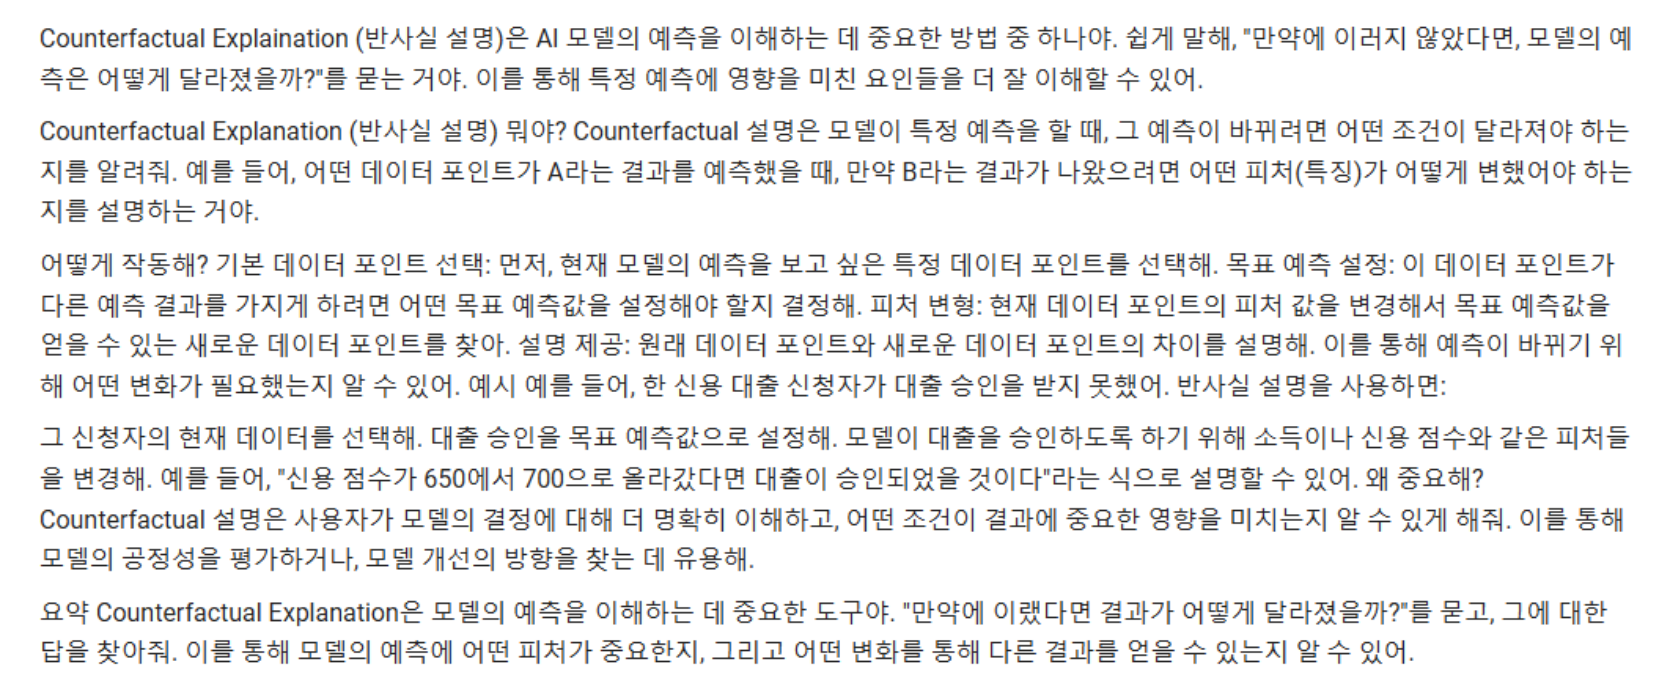 Counterfactual Explaination (반사실 설명)은 AI 모델의 예측을 이해하는 데 중요한 방법 중 하나야. 쉽게 말해, "만약에 이러지 않았다면, 모델의 예
측은 어떻게 달라졌을까?"를 묻는 거야. 이를 통해 특정 예측에 영향을 미친 요인들을 더 잘 이해할 수 있어.
Counterfactual Explanation (반사실 설명) 뭐야? Counterfactual 설명은 모델이 특정 예측을 할 때, 그 예측이 바뀌려면 어떤 조건이 달라져야 하는
지를 알려줘. 예를 들어, 어떤 데이터 포인트가 A라는 결과를 예측했을 때, 만약 B라는 결과가 나왔으려면 어떤 피처(특징)가 어떻게 변했어야 하는
지를 설명하는 거야.
어떻게 작동해? 기본 데이터 포인트 선택: 먼저, 현재 모델의 예측을 보고 싶은 특정 데이터 포인트를 선택해. 목표 예측 설정: 이 데이터 포인트가
다른 예측 결과를 가지게 하려면 어떤 목표 예측값을 설정해야 할지 결정해. 피처 변형: 현재 데이터 포인트의 피처 값을 변경해서 목표 예측값을
얻을 수 있는 새로운 데이터 포인트를 찾아. 설명 제공: 원래 데이터 포인트와 새로운 데이터 포인트의 차이를 설명해. 이를 통해 예측이 바뀌기 위
해 어떤 변화가 필요했는지 알 수 있어. 예시 예를 들어, 한 신용 대출 신청자가 대출 승인을 받지 못했어. 반사실 설명을 사용하면:
그 신청자의 현재 데이터를 선택해. 대출 승인을 목표 예측값으로 설정해. 모델이 대출을 승인하도록 하기 위해 소득이나 신용 점수와 같은 피처들
을 변경해. 예를 들어, "신용 점수가 650에서 700으로 올라갔다면 대출이 승인되었을 것이다"라는 식으로 설명할 수 있어. 왜 중요해?
Counterfactual 설명은 사용자가 모델의 결정에 대해 더 명확히 이해하고, 어떤 조건이 결과에 중요한 영향을 미치는지 알 수 있게 해줘. 이를 통해
모델의 공정성을 평가하거나, 모델 개선의 방향을 찾는 데 유용해.
요약 Counterfactual Explanation은 모델의 예측을 이해하는 데 중요한 도구야. "만약에 이랬다면 결과가 어떻게 달라졌을까?"를 묻고, 그에 대한
답을 찾아줘. 이를 통해 모델의 예측에 어떤 피처가 중요한지, 그리고 어떤 변화를 통해 다른 결과를 얻을 수 있는지 알 수 있어.